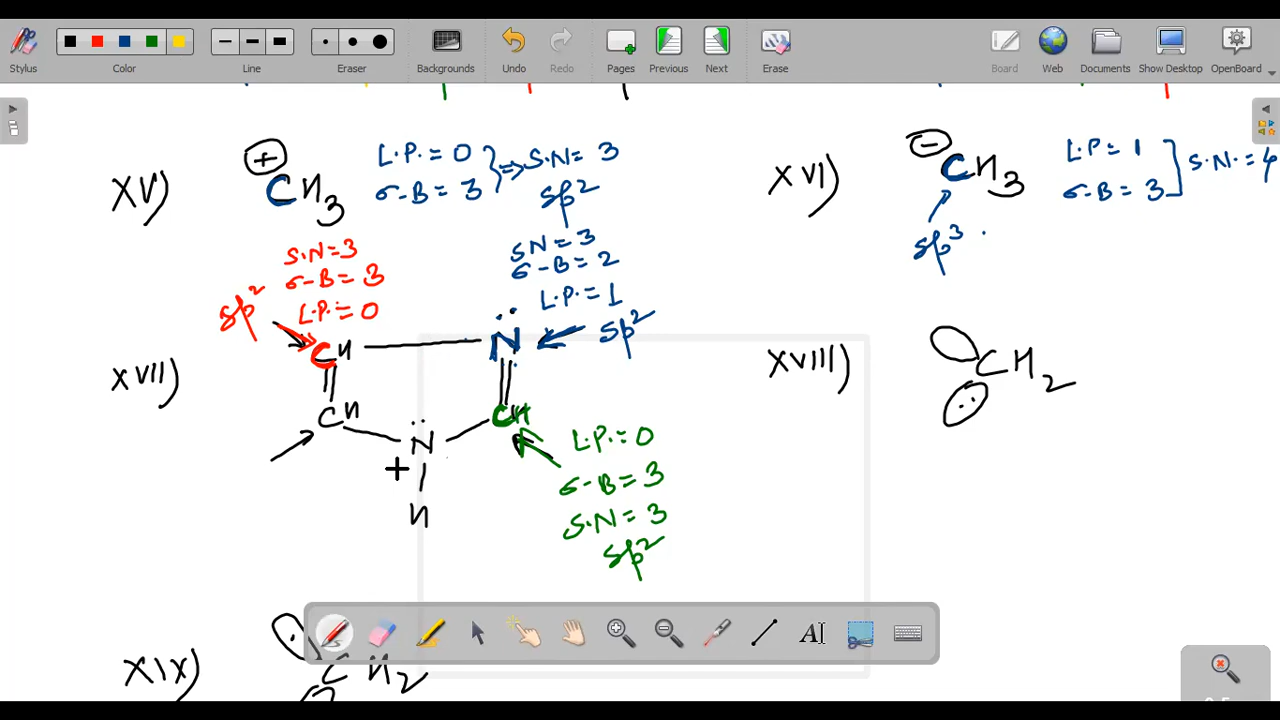 Stylus
Color
Line
Eraser
Backgrounds
Undo
Redo
Pages
Previous
Next
Erase
Board
Web
Documents
Show Desktop
OpenBoard
XV)
+
CH3
L.P. = 0
σ-B = 3
⇒ S.N = 3
sp2
XVI)
-
CH3
L.P = 1
σ-B = 3
S.N. = 4
sp3
XVII)
S.N = 3
σ-B = 3
L.P. = 0
sp2
SN = 3
σ-B = 2
L.P. = 1
sp2
CH
N
CH
CH
N
H
L.P. = 0
σ-B = 3
S.N = 3
sp2
XVIII)
CH2
XIX)
CH2
AI